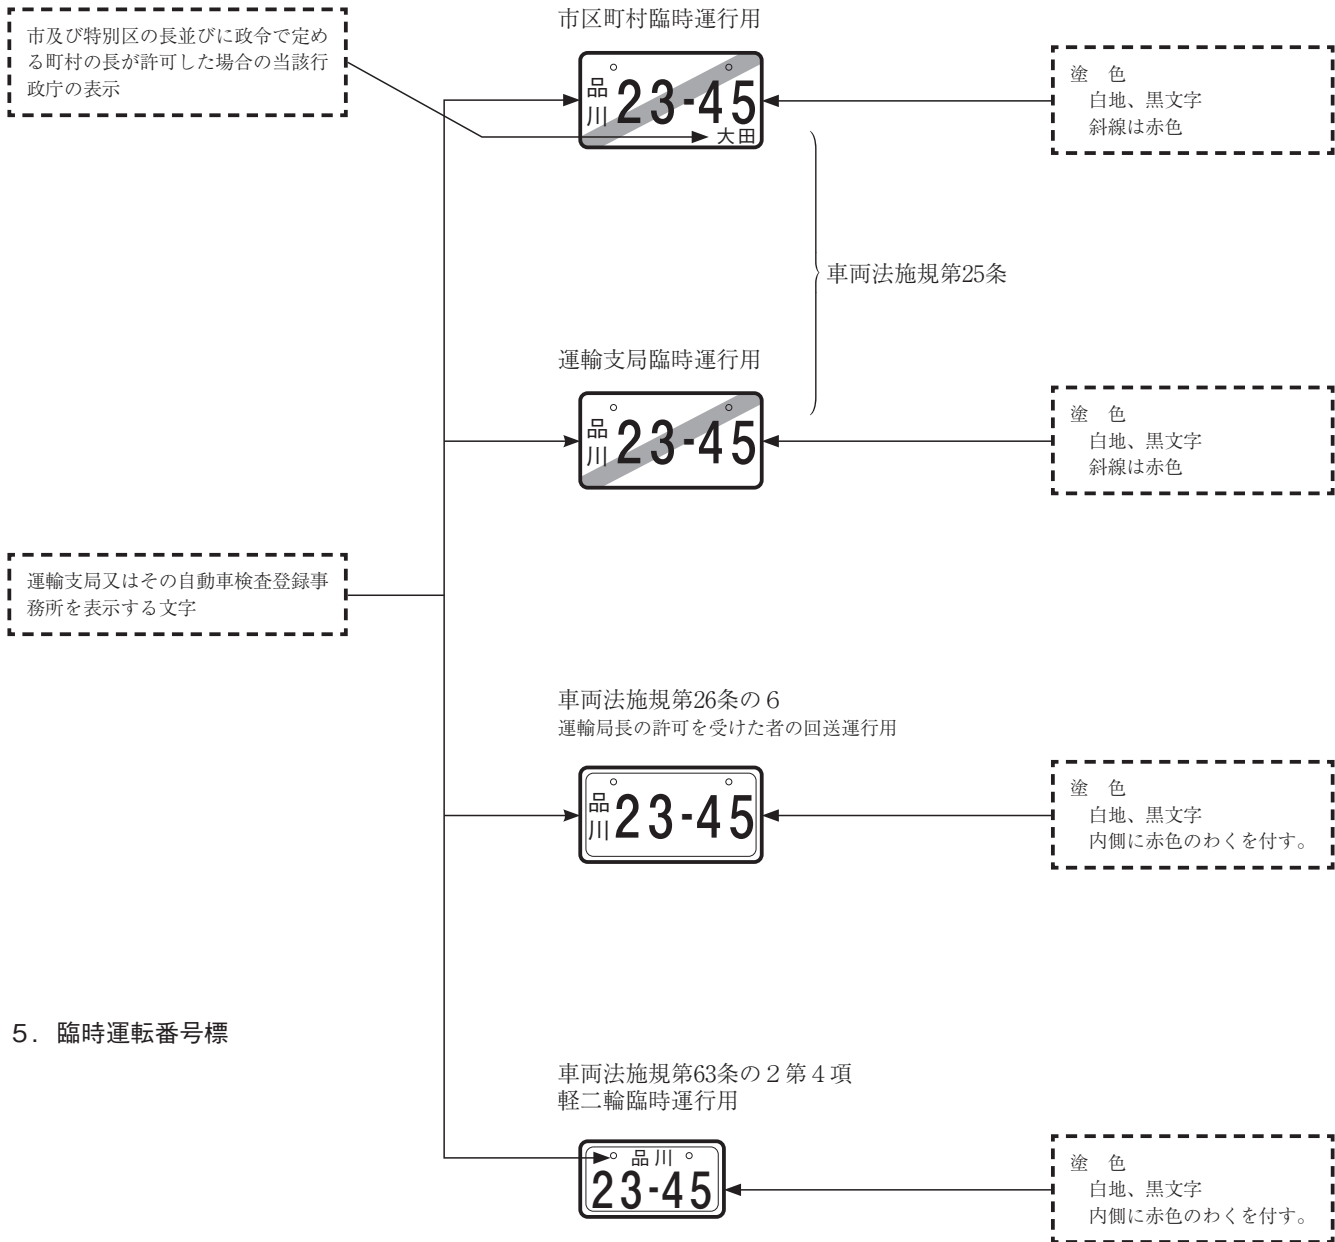 市区町村臨時運行用
市及び特別区の長並びに政令で定め
る町村の長が許可した場合の当該行
政庁の表示
品川
23-45
大田
塗　色
白地、黒文字
斜線は赤色
車両法施規第25条
運輸支局臨時運行用
品川
23-45
塗　色
白地、黒文字
斜線は赤色
運輸支局又はその自動車検査登録事
務所を表示する文字
車両法施規第26条の６
運輸局長の許可を受けた者の回送運行用
品川
23-45
塗　色
白地、黒文字
内側に赤色のわくを付す。
５．臨時運転番号標
車両法施規第63条の２第４項
軽二輪臨時運行用
品川
23-45
塗　色
白地、黒文字
内側に赤色のわくを付す。